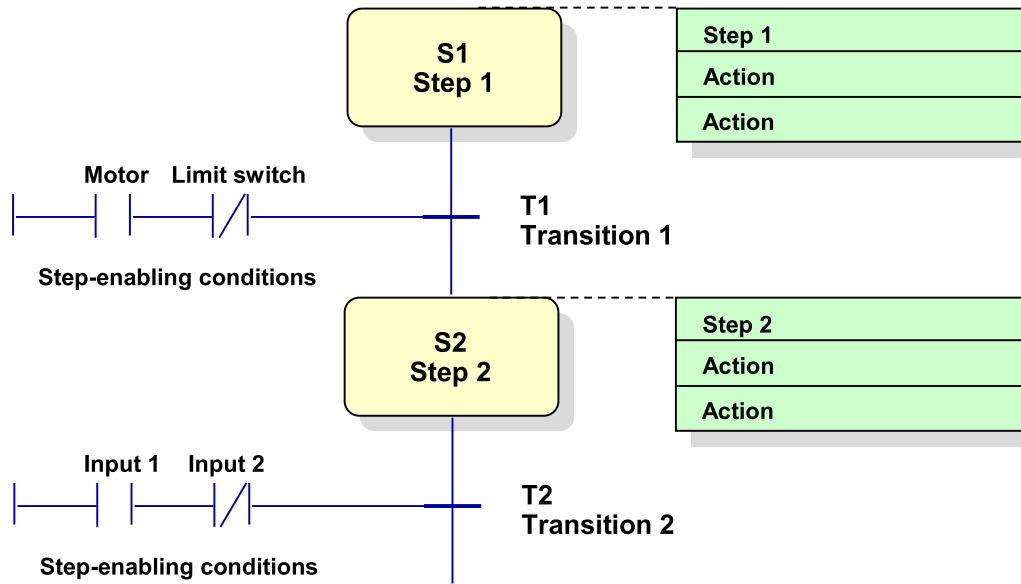 S1
Step 1
Step 1
Action
Action
Motor
Limit switch
T1
Transition 1
Step-enabling conditions
S2
Step 2
Step 2
Action
Action
Input 1
Input 2
T2
Transition 2
Step-enabling conditions